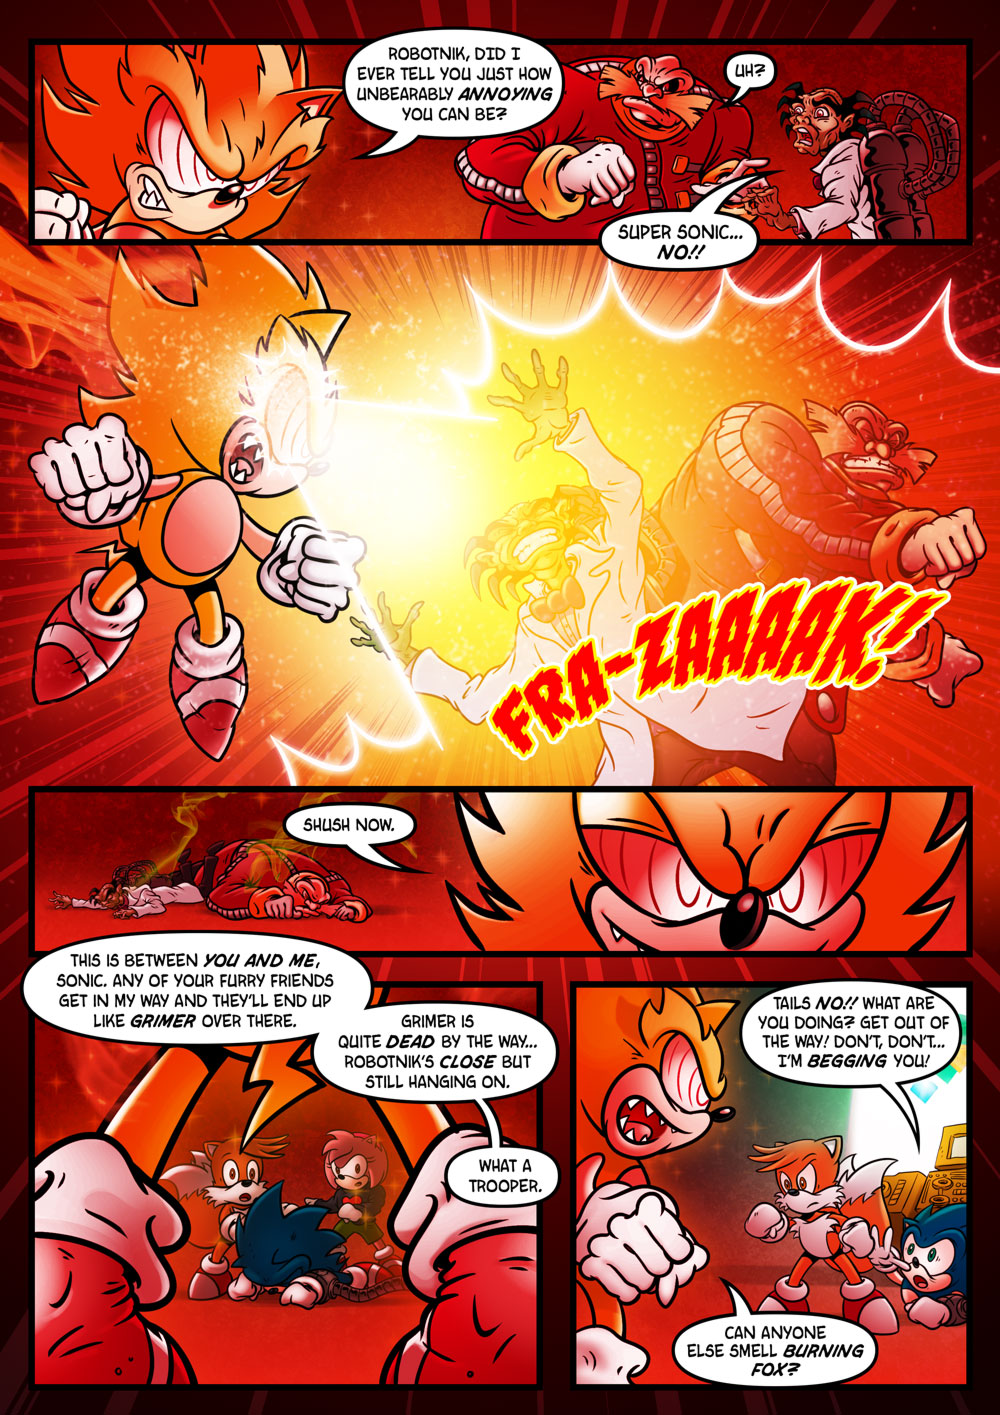 ROBOTNIK, DID I
EVER TELL YOU JUST HOW
UNBEARABLY ANNOYING
YOU CAN BE?
UH?
SUPER SONIC...
NO!!
FRA-ZAAAAAK!
SHUSH NOW.
THIS IS BETWEEN YOU AND ME,
SONIC. ANY OF YOUR FURRY FRIENDS
GET IN MY WAY AND THEY'LL END UP
LIKE GRIMER OVER THERE.
GRIMER IS
QUITE DEAD BY THE WAY...
ROBOTNIK'S CLOSE BUT
STILL HANGING ON.
WHAT A
TROOPER.
TAILS NO!! WHAT ARE
YOU DOING? GET OUT OF
THE WAY! DON'T, DON'T...
I'M BEGGING YOU!
CAN ANYONE
ELSE SMELL BURNING
FOX?